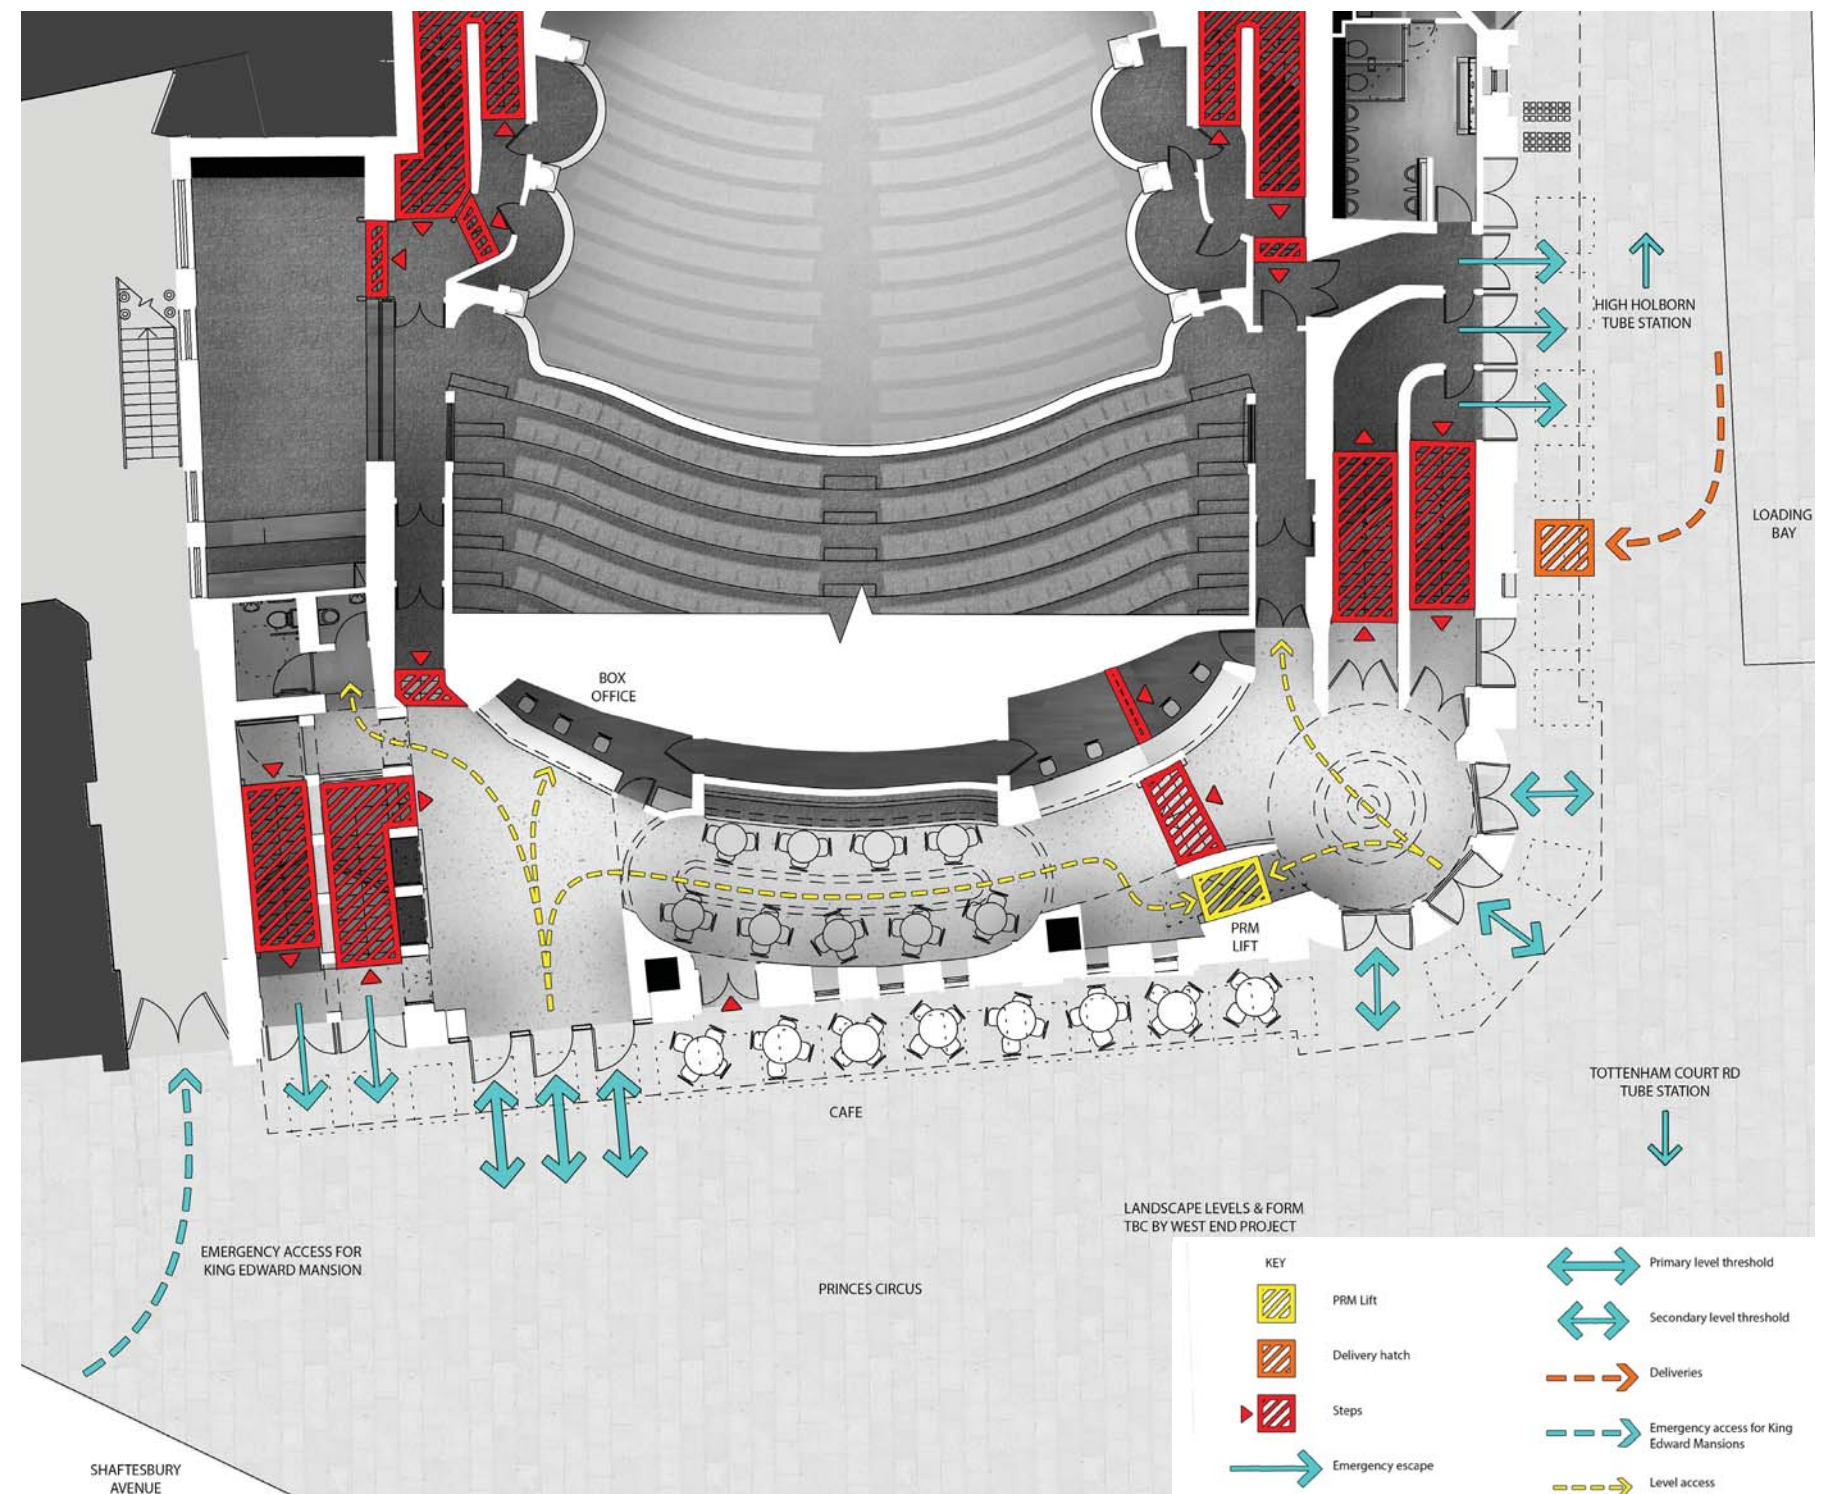 HIGH HOLBORN
TUBE STATION
LOADING
BAY
BOX
OFFICE
PRM
LIFT
CAFE
TOTTENHAM COURT RD
TUBE STATION
LANDSCAPE LEVELS & FORM
TBC BY WEST END PROJECT
EMERGENCY ACCESS FOR
KING EDWARD MANSION
PRINCES CIRCUS
SHAFTESBURY
AVENUE
KEY
PRM Lift
Delivery hatch
Steps
Emergency escape
Primary level threshold
Secondary level threshold
Deliveries
Emergency access for King
Edward Mansions
Level access